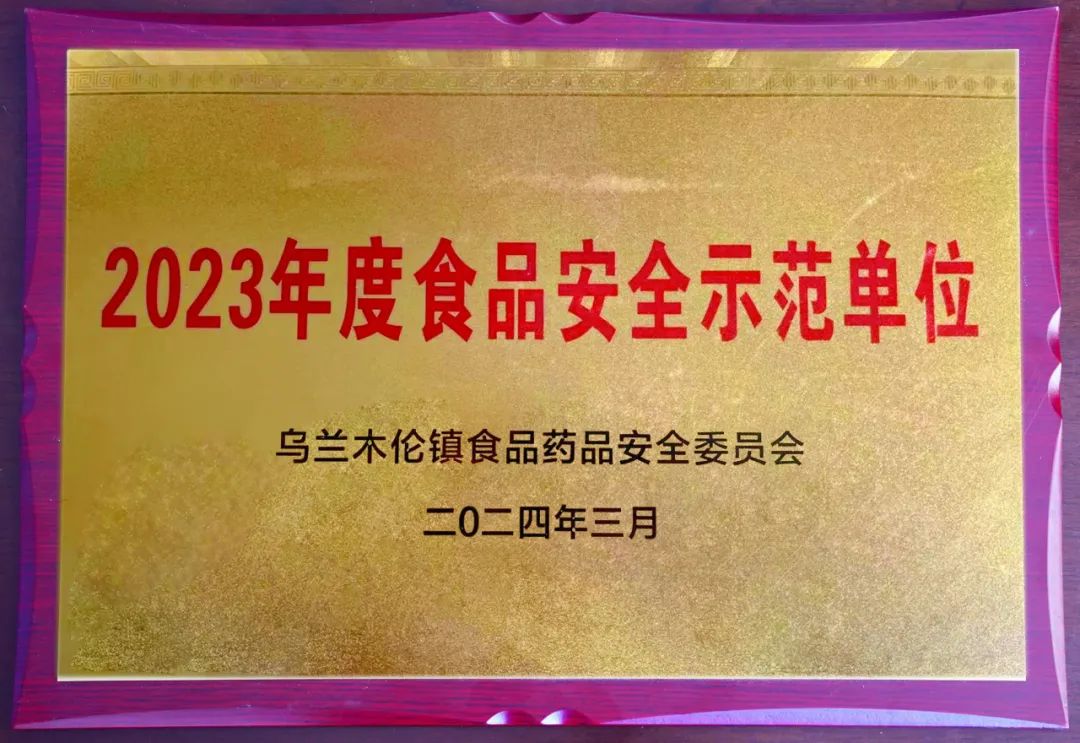 2023年度食品安全示范单位
乌兰木伦镇食品药品安全委员会
二0二四年三月